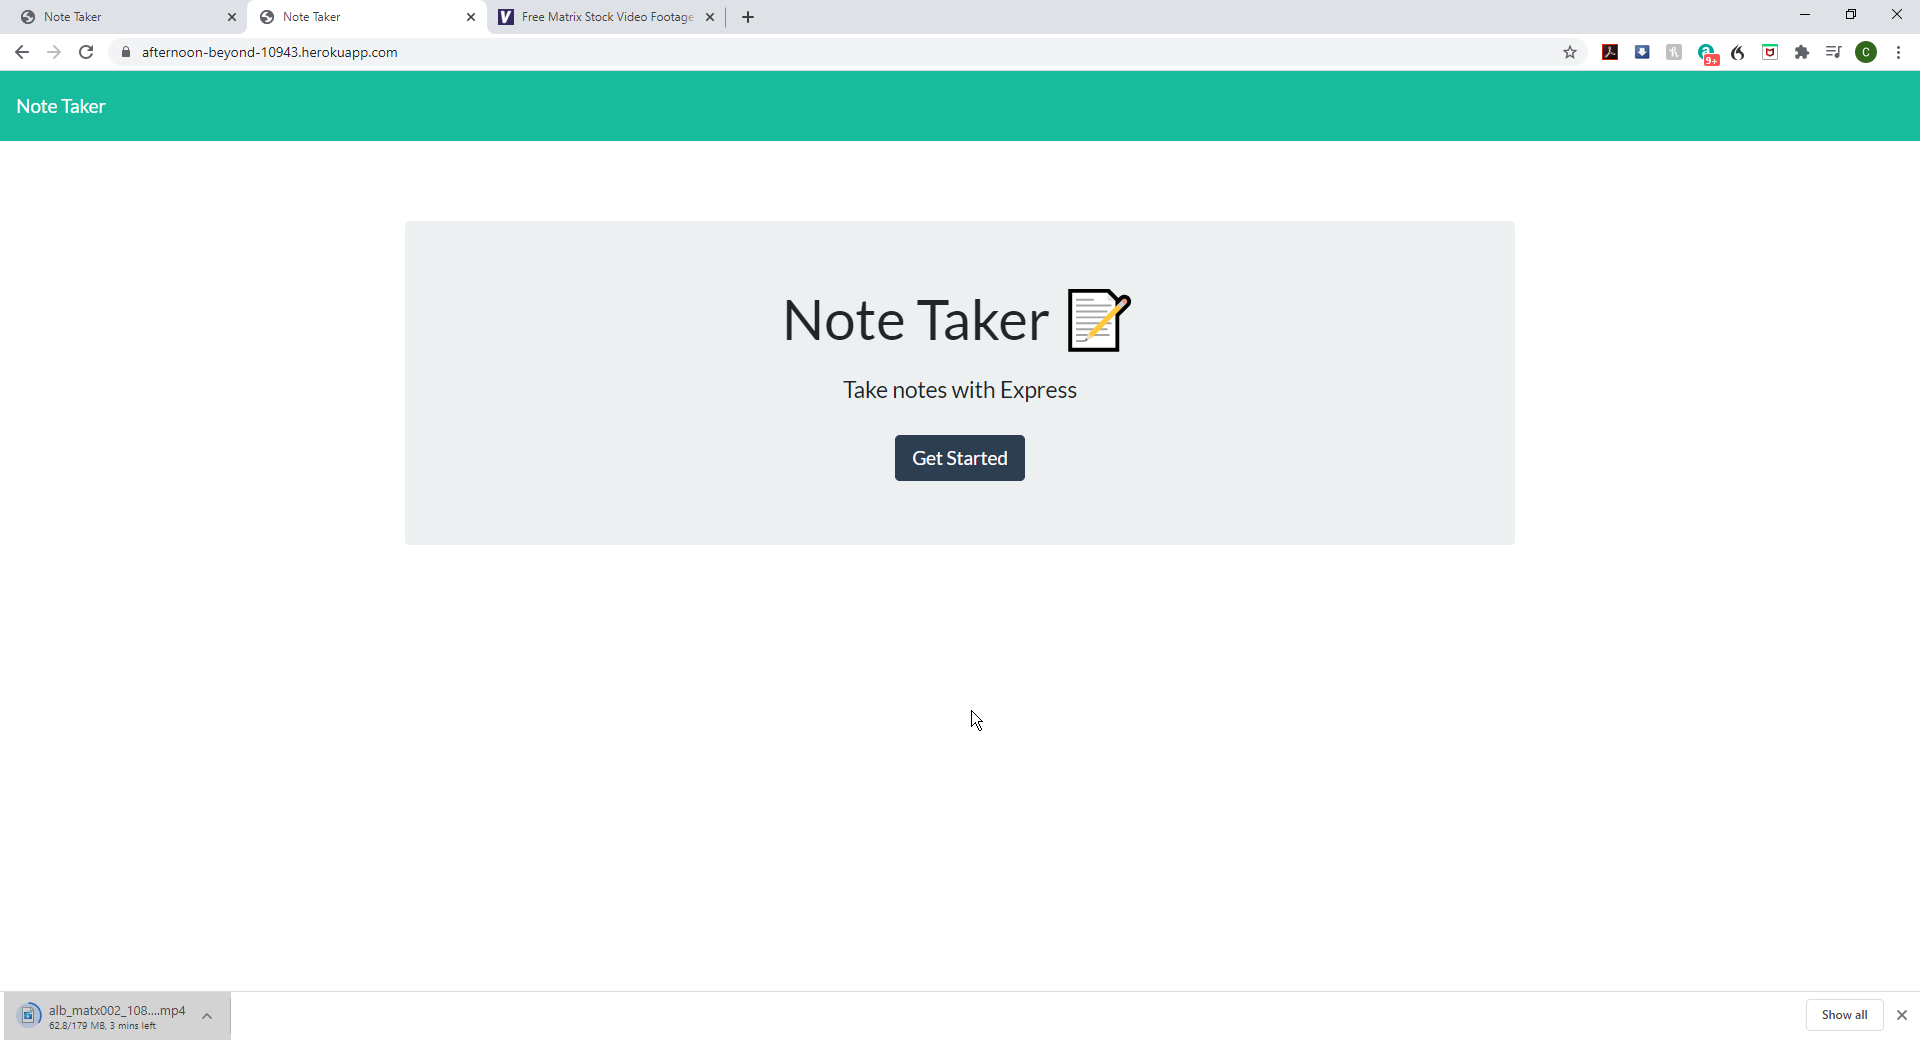 Note Taker
Note Taker
Free Matrix Stock Video Footage
afternoon-beyond-10943.herokuapp.com
9+
C
Note Taker
Note Taker
Take notes with Express
Get Started
alb_matx002_108....mp4
62.8/179 MB, 3 mins left
Show all